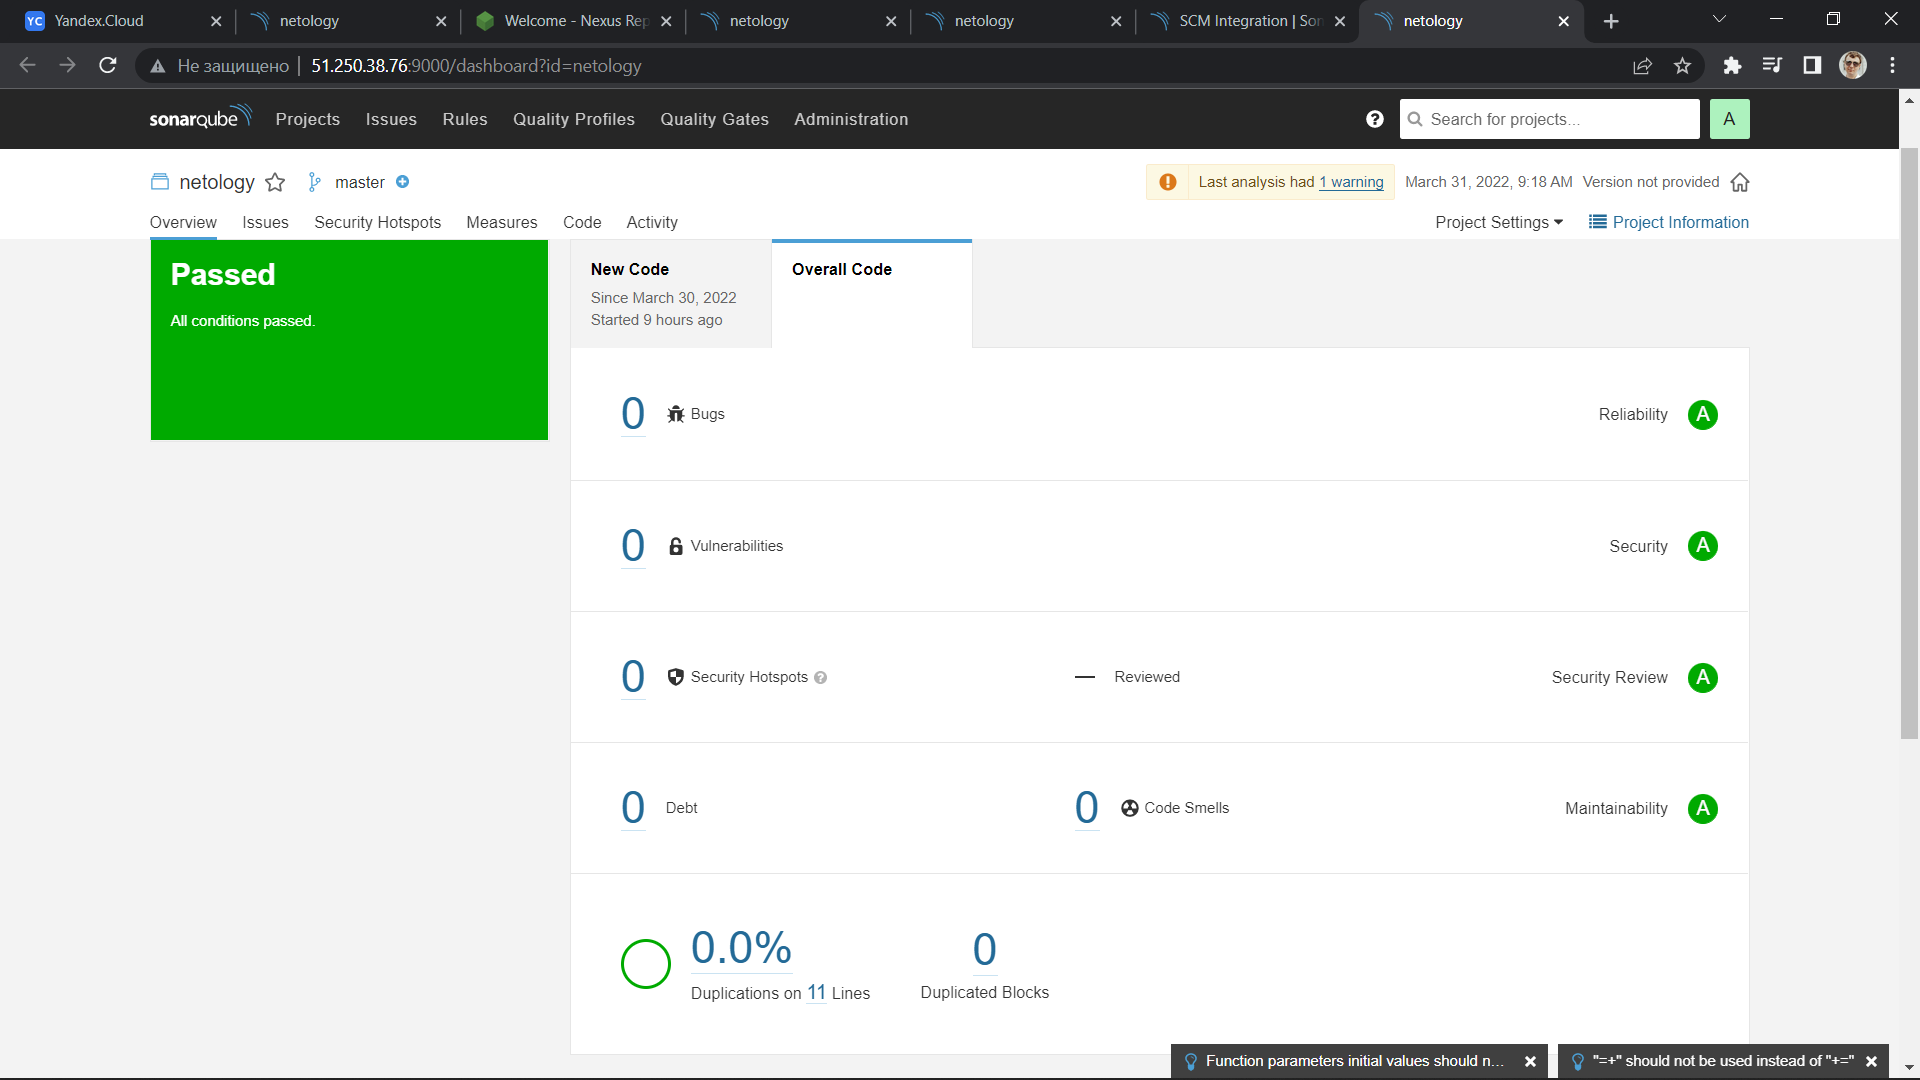 YC Yandex.Cloud netology Welcome - Nexus Rep netology netology SCM Integration | Son netology
Не защищено 51.250.38.76:9000/dashboard?id=netology
sonarqube Projects Issues Rules Quality Profiles Quality Gates Administration ? Search for projects... A
netology master Last analysis had 1 warning March 31, 2022, 9:18 AM Version not provided
Overview Issues Security Hotspots Measures Code Activity Project Settings Project Information
Passed
All conditions passed.
New Code
Since March 30, 2022
Started 9 hours ago
Overall Code
0 Bugs Reliability A
0 Vulnerabilities Security A
0 Security Hotspots ? — Reviewed Security Review A
0 Debt 0 Code Smells Maintainability A
0.0% 0
Duplications on 11 Lines Duplicated Blocks
Function parameters initial values should n... "=+" should not be used instead of "+="